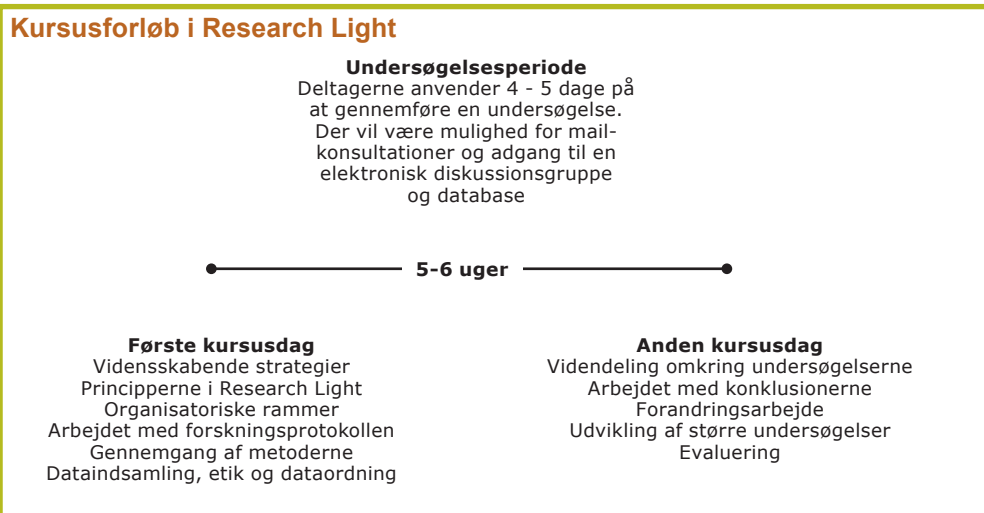 Kursusforløb i Research Light
Undersøgelsesperiode
Deltagerne anvender 4 - 5 dage på
at gennemføre en undersøgelse.
Der vil være mulighed for mail-
konsultationer og adgang til en
elektronisk diskussionsgruppe
og database
5-6 uger
Første kursusdag
Vidensskabende strategier
Principperne i Research Light
Organisatoriske rammer
Arbejdet med forskningsprotokollen
Gennemgang af metoderne
Dataindsamling, etik og dataordning
Anden kursusdag
Videndeling omkring undersøgelserne
Arbejdet med konklusionerne
Forandringsarbejde
Udvikling af større undersøgelser
Evaluering